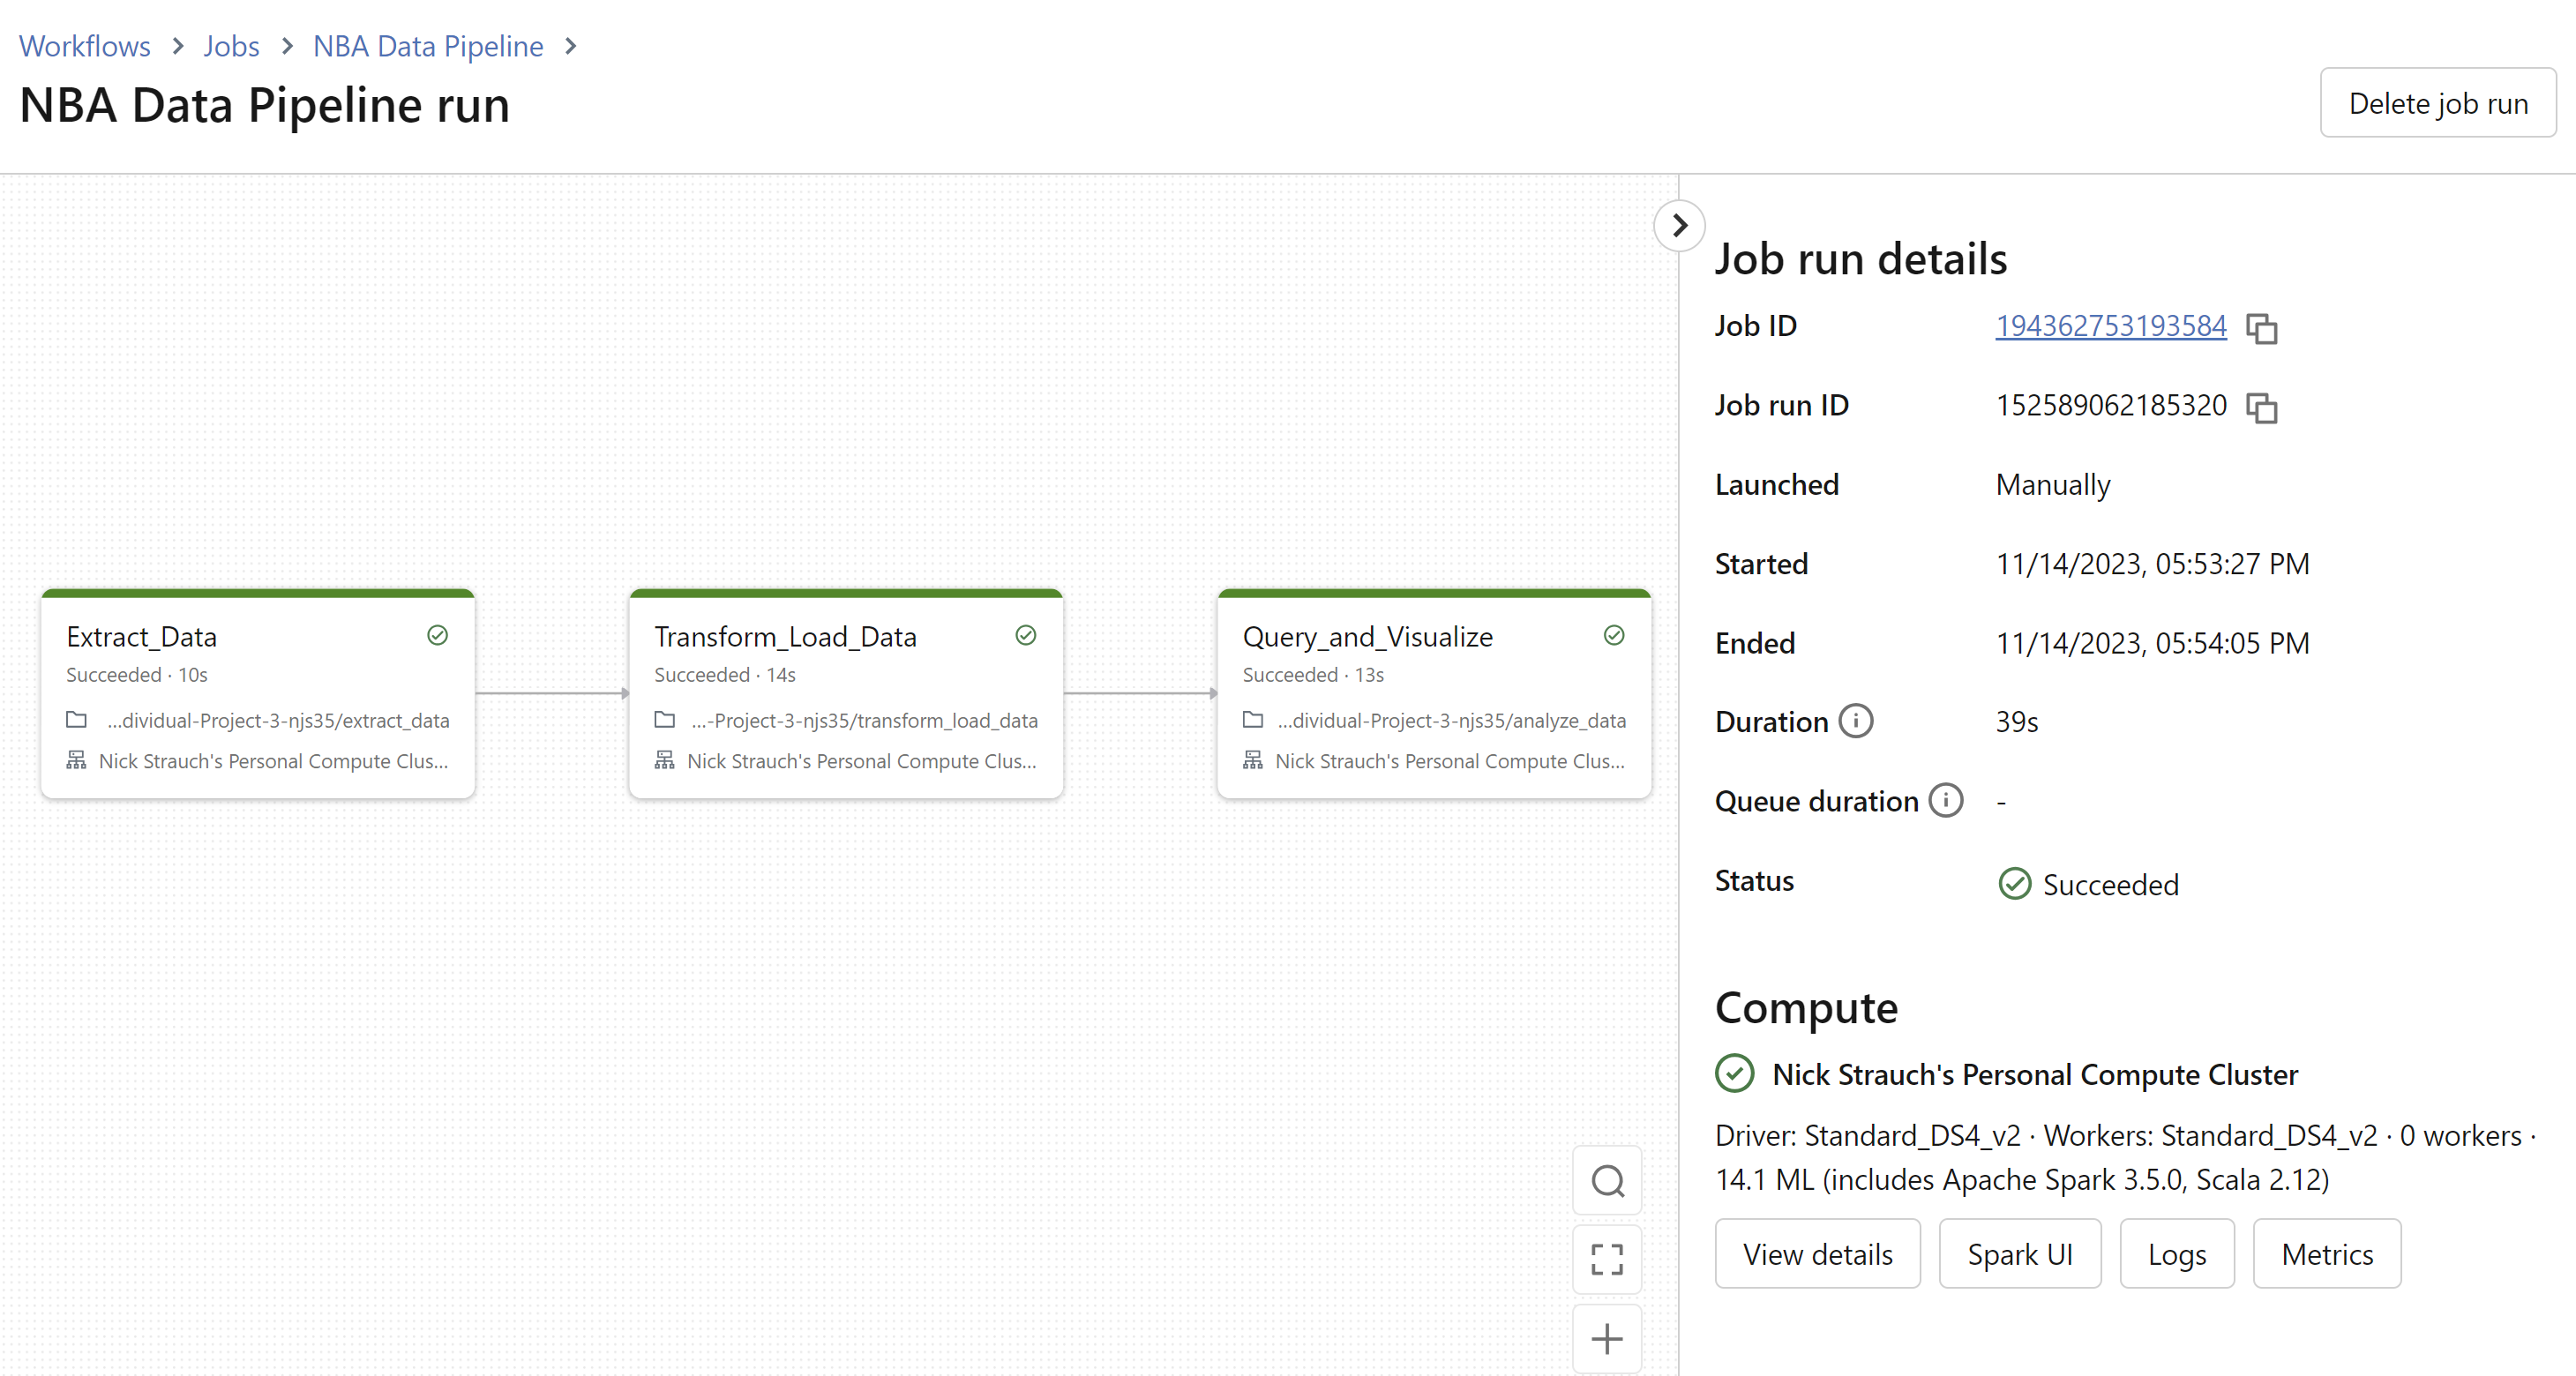 Workflows > Jobs > NBA Data Pipeline >
NBA Data Pipeline run
Delete job run
Extract_Data
Succeeded · 10s
...dividual-Project-3-njs35/extract_data
Nick Strauch's Personal Compute Clus...
Transform_Load_Data
Succeeded · 14s
...-Project-3-njs35/transform_load_data
Nick Strauch's Personal Compute Clus...
Query_and_Visualize
Succeeded · 13s
...dividual-Project-3-njs35/analyze_data
Nick Strauch's Personal Compute Clus...
Job run details
Job ID 194362753193584
Job run ID 152589062185320
Launched Manually
Started 11/14/2023, 05:53:27 PM
Ended 11/14/2023, 05:54:05 PM
Duration 39s
Queue duration -
Status Succeeded
Compute
Nick Strauch's Personal Compute Cluster
Driver: Standard_DS4_v2 · Workers: Standard_DS4_v2 · 0 workers ·
14.1 ML (includes Apache Spark 3.5.0, Scala 2.12)
View details Spark UI Logs Metrics